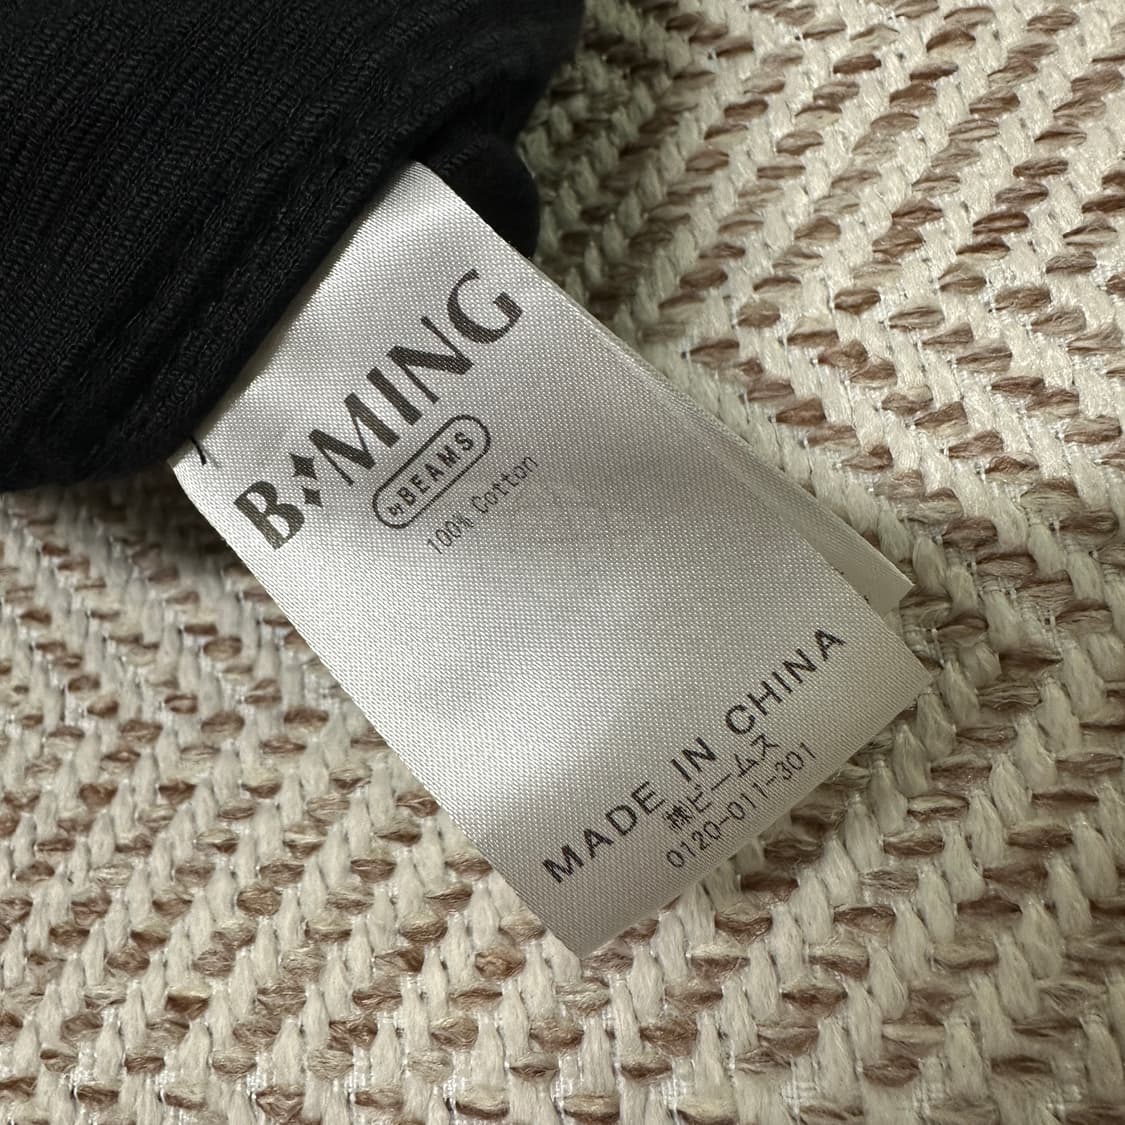 B✦MING
BY BEAMS
100% Cotton
MADE IN CHINA
㈱ビームス
0120-011-301